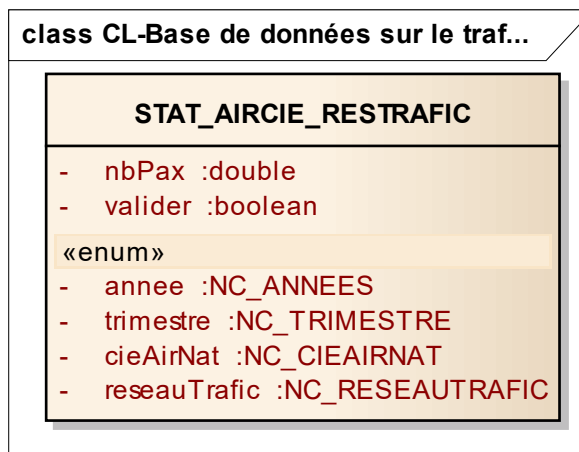 class CL-Base de données sur le traf...
STAT_AIRCIE_RESTRAFIC
- nbPax :double
- valider :boolean
«enum»
- annee :NC_ANNEES
- trimestre :NC_TRIMESTRE
- cieAirNat :NC_CIEAIRNAT
- reseauTrafic :NC_RESEAUTRAFIC